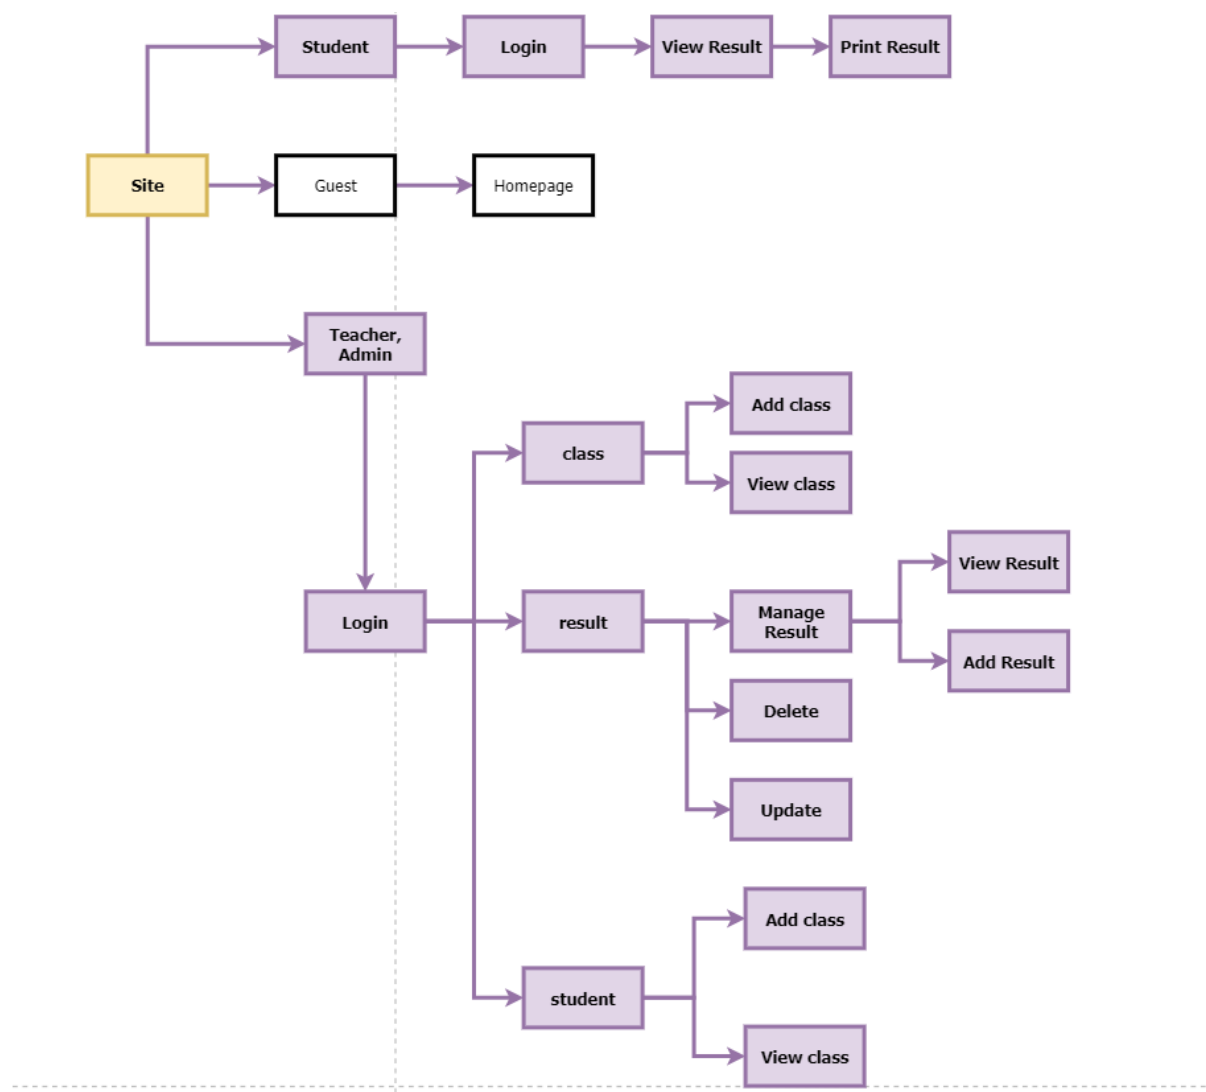 Student
Login
View Result
Print Result
Site
Guest
Homepage
Teacher,
Admin
Add class
class
View class
View Result
Login
result
Manage
Result
Add Result
Delete
Update
Add class
student
View class